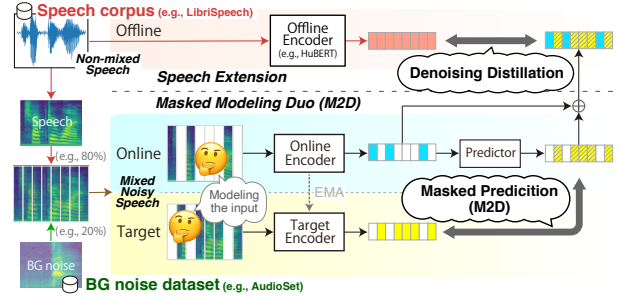 Speech corpus (e.g., LibriSpeech)
Offline
Non-mixed
Speech
Offline
Encoder
(e.g., HuBERT)
Speech Extension
Denoising Distillation
Masked Modeling Duo (M2D)
Speech
(e.g., 80%)
Online
Online
Encoder
Predictor
Mixed
Noisy
Speech
Modeling
the input
EMA
Masked Predicition
(M2D)
(e.g., 20%)
Target
Target
Encoder
BG noise
BG noise dataset (e.g., AudioSet)